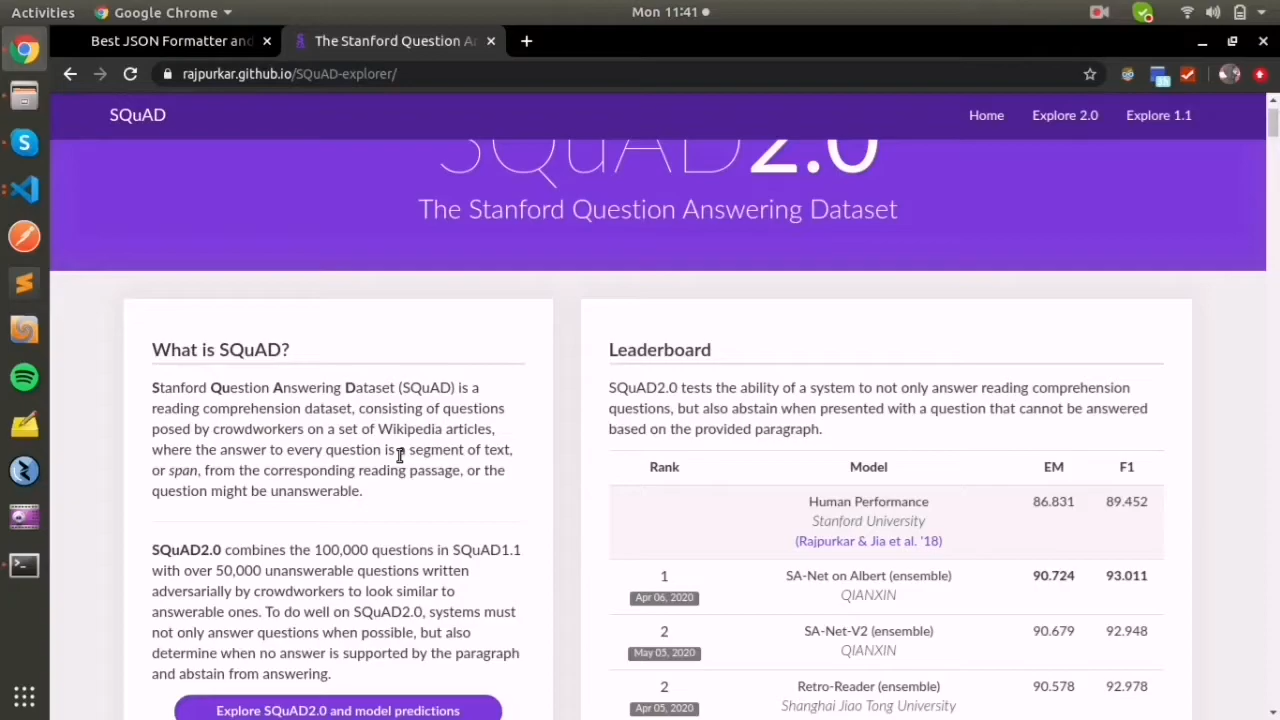 Activities
Google Chrome
Mon 11:41
Best JSON Formatter and
The Stanford Question A
rajpurkar.github.io/SQuAD-explorer/
35
SQuAD
Home
Explore 2.0
Explore 1.1
SQuAD2.0
The Stanford Question Answering Dataset
What is SQuAD?
Stanford Question Answering Dataset (SQuAD) is a
reading comprehension dataset, consisting of questions
posed by crowdworkers on a set of Wikipedia articles,
where the answer to every question is a segment of text,
or span, from the corresponding reading passage, or the
question might be unanswerable.
SQuAD2.0 combines the 100,000 questions in SQuAD1.1
with over 50,000 unanswerable questions written
adversarially by crowdworkers to look similar to
answerable ones. To do well on SQuAD2.0, systems must
not only answer questions when possible, but also
determine when no answer is supported by the paragraph
and abstain from answering.
Explore SQuAD2.0 and model predictions
Leaderboard
SQuAD2.0 tests the ability of a system to not only answer reading comprehension
questions, but also abstain when presented with a question that cannot be answered
based on the provided paragraph.
Rank Model EM F1
Human Performance 86.831 89.452
Stanford University
(Rajpurkar & Jia et al. '18)
1 SA-Net on Albert (ensemble) 90.724 93.011
Apr 06, 2020 QIANXIN
2 SA-Net-V2 (ensemble) 90.679 92.948
May 05, 2020 QIANXIN
2 Retro-Reader (ensemble) 90.578 92.978
Apr 05, 2020 Shanghai Jiao Tong University